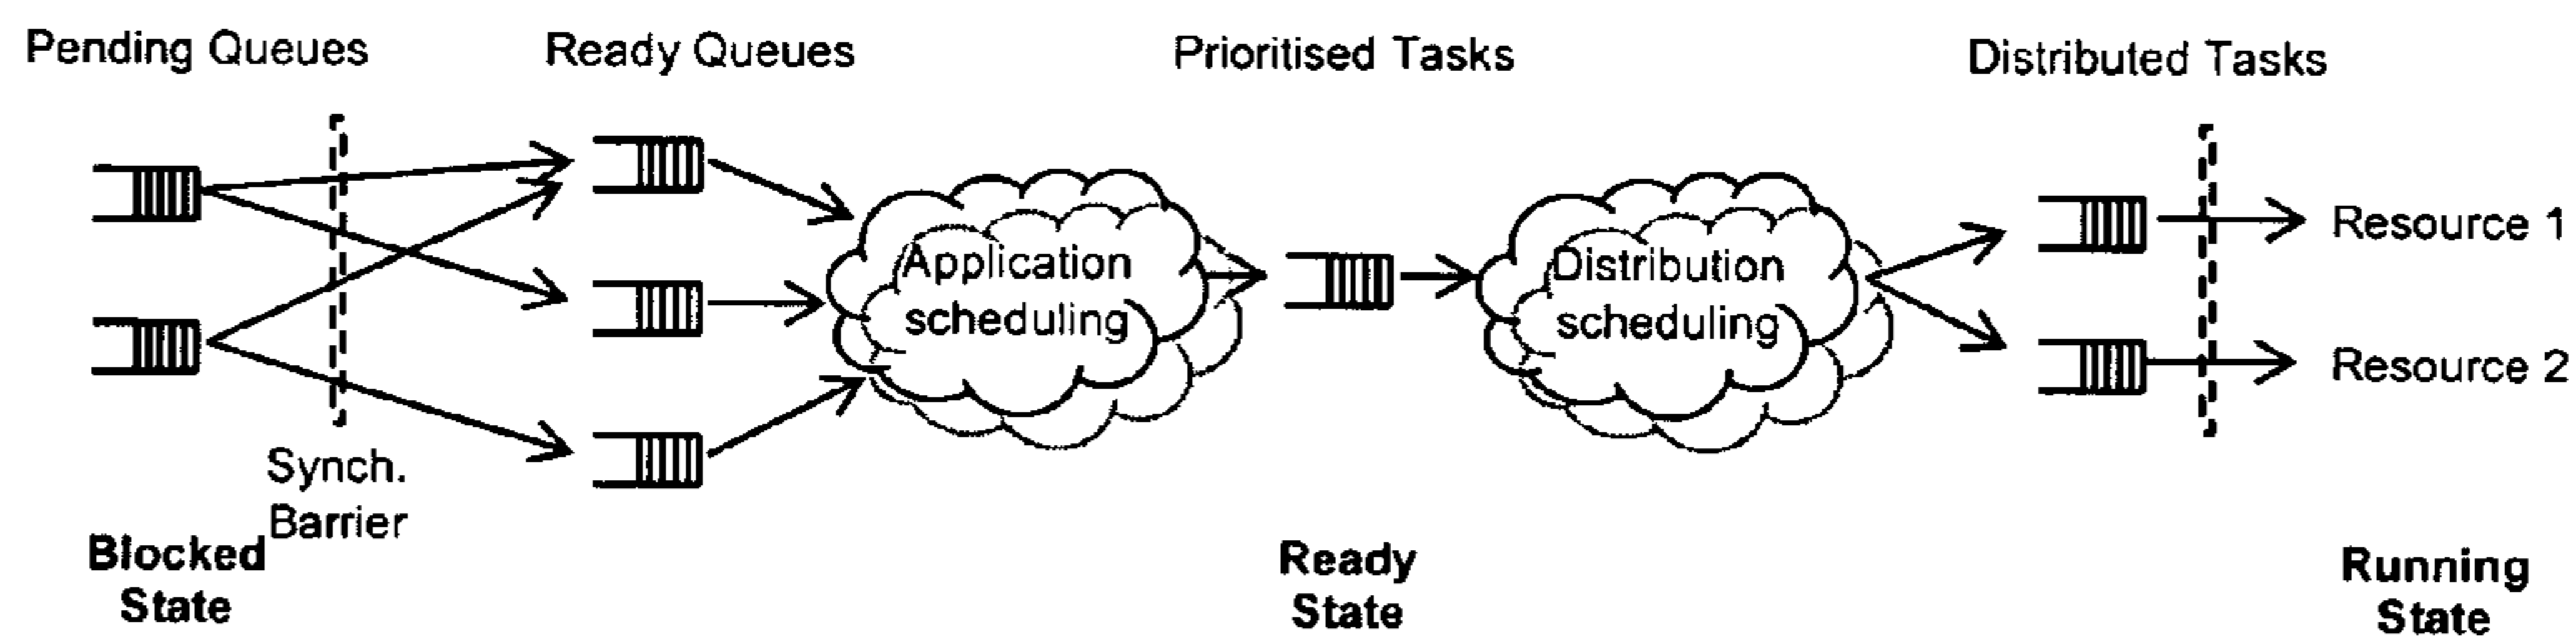 Pending Queues
Ready Queues
Prioritised Tasks
Distributed Tasks
Application
scheduling
Distribution
scheduling
Resource 1
Resource 2
Synch.
Barrier
Blocked
State
Ready
State
Running
State